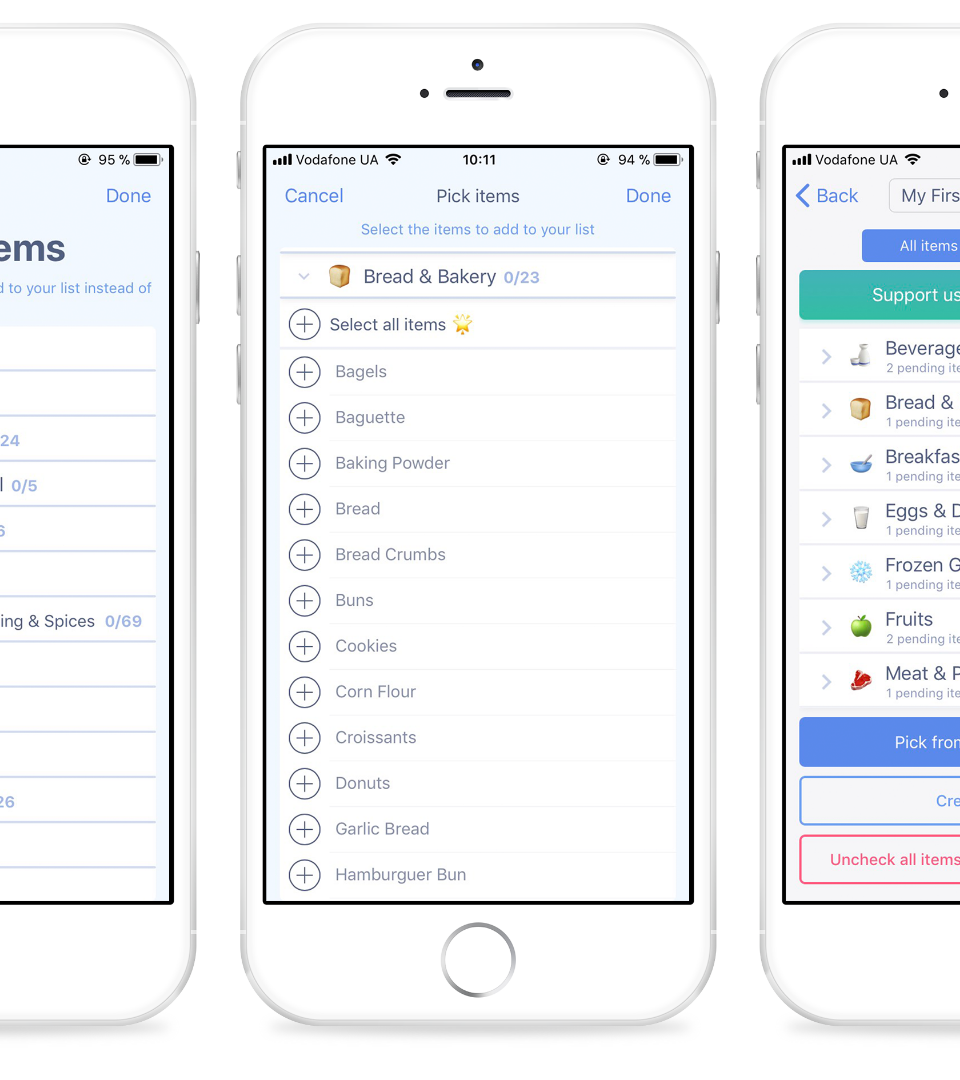 95 %
Done
ems
d to your list instead of
24
l 0/5
6
ing & Spices 0/69
26
Vodafone UA 10:11 94 %
Cancel Pick items Done
Select the items to add to your list
Bread & Bakery 0/23
Select all items
Bagels
Baguette
Baking Powder
Bread
Bread Crumbs
Buns
Cookies
Corn Flour
Croissants
Donuts
Garlic Bread
Hamburguer Bun
Vodafone UA
Back My Firs
All items
Support us
Beverage
2 pending ite
Bread &
1 pending ite
Breakfas
1 pending ite
Eggs & D
1 pending ite
Frozen G
1 pending ite
Fruits
2 pending ite
Meat & P
1 pending ite
Pick fron
Cre
Uncheck all items